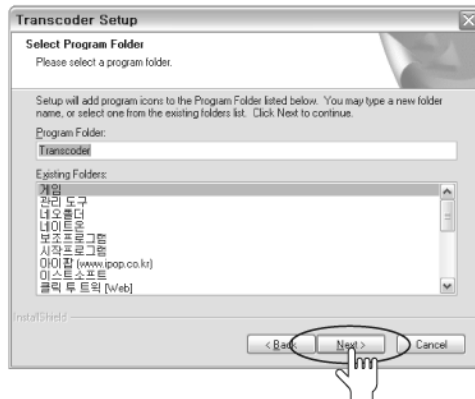 Transcoder Setup
Select Program Folder
Please select a program folder.
Setup will add program icons to the Program Folder listed below. You may type a new folder
name, or select one from the existing folders list. Click Next to continue.
Program Folder:
Transcoder
Existing Folders:
게임
관리 도구
네오폴더
네이트온
보조프로그램
시작프로그램
아이팝 (www.ipop.co.kr)
이스트소프트
클릭 투 트윅 [Web]
InstallShield
< Back Next > Cancel